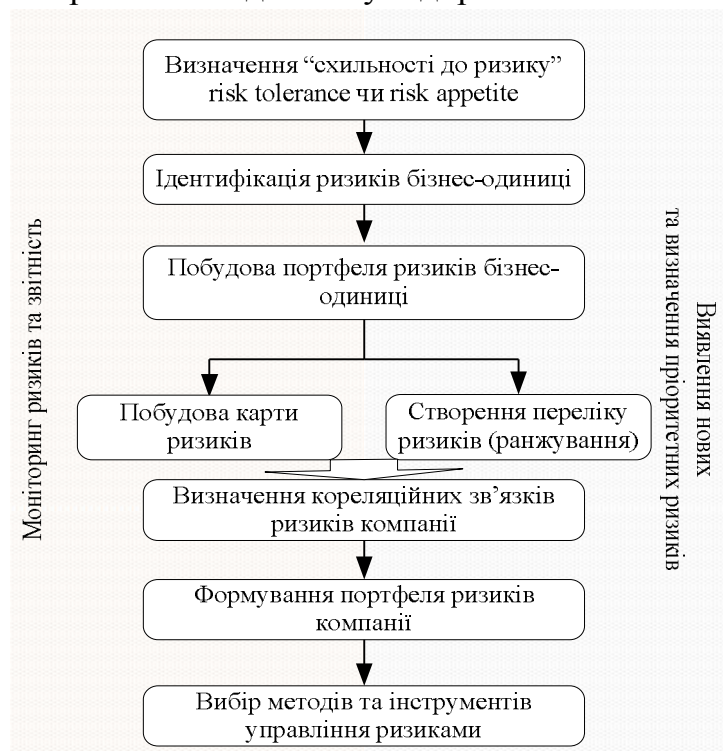 Визначення “схильності до ризику”
risk tolerance чи risk appetite
Ідентифікація ризиків бізнес-одиниці
Побудова портфеля ризиків бізнес-
одиниці
Побудова карти
ризиків
Створення переліку
ризиків (ранжування)
Визначення кореляційних зв’язків
ризиків компанії
Формування портфеля ризиків
компанії
Вибір методів та інструментів
управління ризиками
Моніторинг ризиків та звітність
Виявлення нових
та визначення пріоритетних ризиків